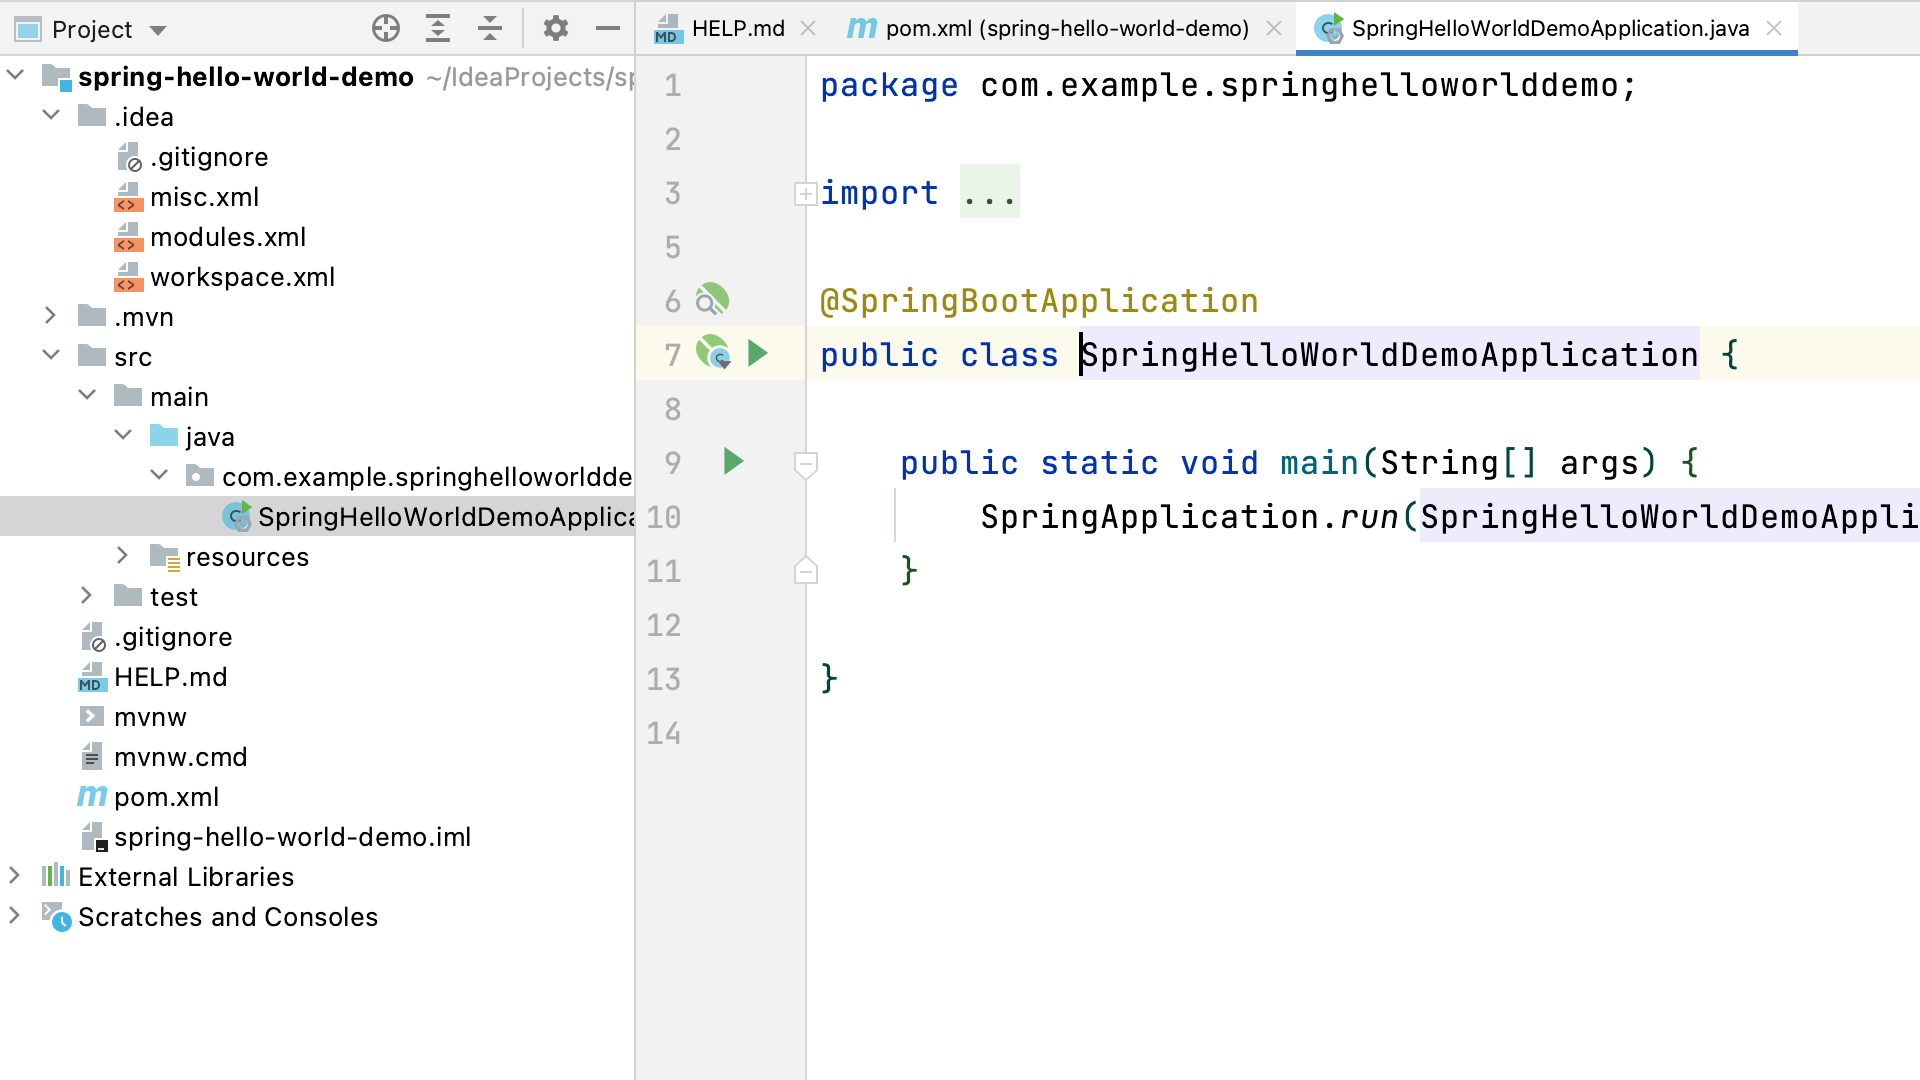 Project
spring-hello-world-demo ~/IdeaProjects/sp
.idea
.gitignore
misc.xml
modules.xml
workspace.xml
.mvn
src
main
java
com.example.springhelloworldde
SpringHelloWorldDemoApplica
resources
test
.gitignore
MD HELP.md
mvnw
mvnw.cmd
m pom.xml
spring-hello-world-demo.iml
External Libraries
Scratches and Consoles
MD HELP.md
m pom.xml (spring-hello-world-demo)
C SpringHelloWorldDemoApplication.java
1 package com.example.springhelloworlddemo;
2
3 import ...
5
6 @SpringBootApplication
7 public class SpringHelloWorldDemoApplication {
8
9 public static void main(String[] args) {
10 SpringApplication.run(SpringHelloWorldDemoAppli
11 }
12
13 }
14